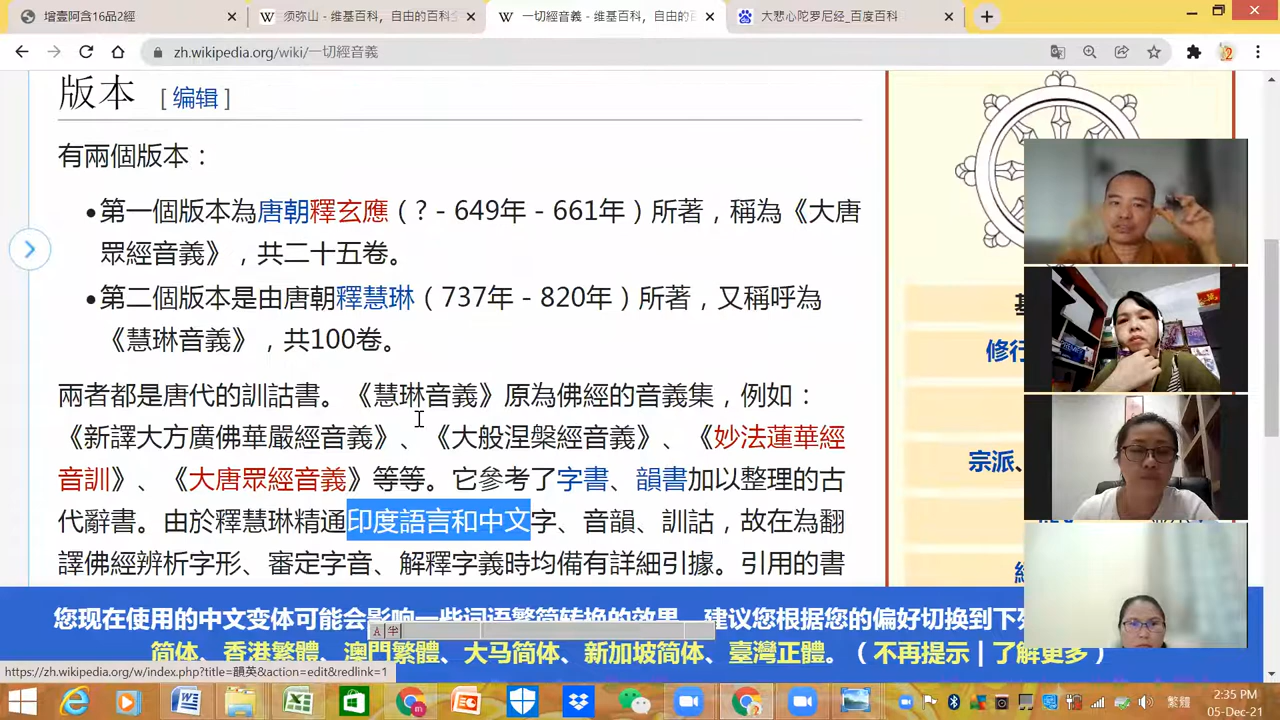 增壹阿含16品2經
须弥山 - 维基百科，自由的百科全
一切經音義 - 维基百科，自由的百
大悲心陀罗尼经_百度百科
zh.wikipedia.org/wiki/一切經音義
版本 [ 编辑 ]
有兩個版本：
第一個版本為唐朝釋玄應（? - 649年 - 661年）所著，稱為《大唐
眾經音義》，共二十五卷。
第二個版本是由唐朝釋慧琳（737年 - 820年）所著，又稱呼為
《慧琳音義》，共100卷。
兩者都是唐代的訓詁書。《慧琳音義》原為佛經的音義集，例如：
《新譯大方廣佛華嚴經音義》、《大般涅槃經音義》、《妙法蓮華經
音訓》、《大唐眾經音義》等等。它參考了字書、韻書加以整理的古
代辭書。由於釋慧琳精通印度語言和中文字、音韻、訓詁，故在為翻
譯佛經辨析字形、審定字音、解釋字義時均備有詳細引據。引用的書
修行
宗派、
您现在使用的中文变体可能会影响一些词语繁简转换的效果。建议您根据您的偏好切换到下列
简体、香港繁體、澳門繁體、大马简体、新加坡简体、臺灣正體。（不再提示 | 了解更多）
A 半
https://zh.wikipedia.org/w/index.php?title=韻英&action=edit&redlink=1
繁體
2:35 PM
05-Dec-21